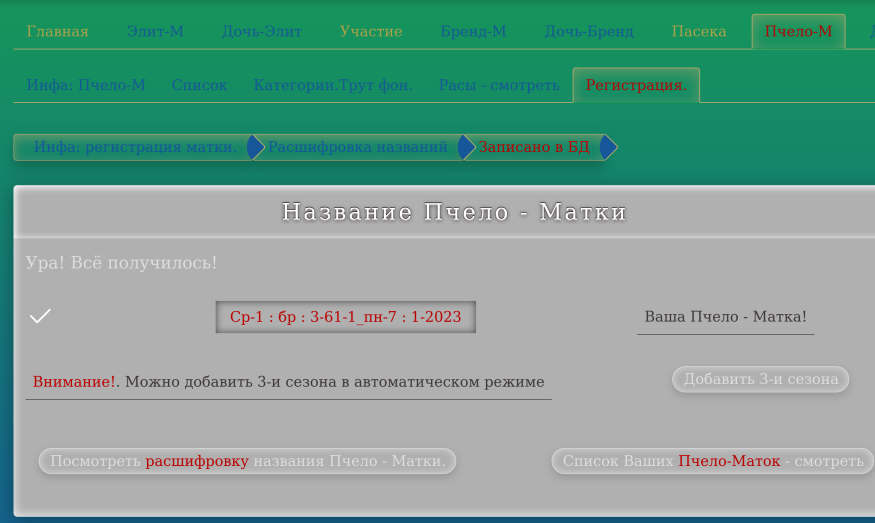 Главная Элит-М Дочь-Элит Участие Бренд-М Дочь-Бренд Пасека Пчело-М
Инфа: Пчело-М Список Категории.Трут фон. Расы - смотреть Регистрация.
Инфа: регистрация матки. Расшифровка названий Записано в БД
Название Пчело - Матки
Ура! Всё получилось!
Ср-1 : бр : 3-61-1_пн-7 : 1-2023 Ваша Пчело - Матка!
Внимание!. Можно добавить 3-и сезона в автоматическом режиме Добавить 3-и сезона
Посмотреть расшифровку названия Пчело - Матки. Список Ваших Пчело-Маток - смотреть